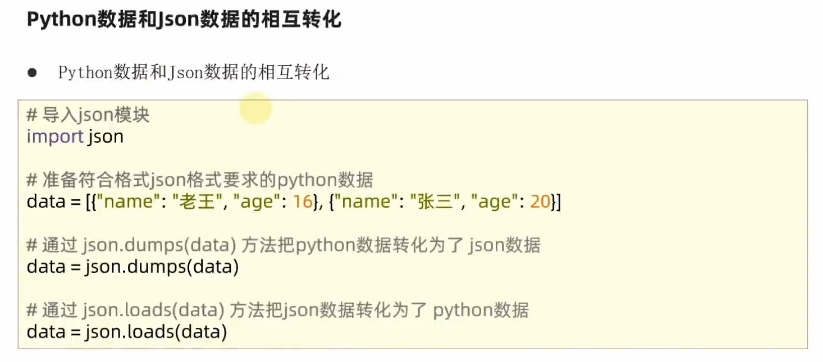 Python数据和Json数据的相互转化
● Python数据和Json数据的相互转化
# 导入json模块
import json
# 准备符合格式json格式要求的python数据
data = [{"name": "老王", "age": 16}, {"name": "张三", "age": 20}]
# 通过 json.dumps(data) 方法把python数据转化为了 json数据
data = json.dumps(data)
# 通过 json.loads(data) 方法把json数据转化为了 python数据
data = json.loads(data)